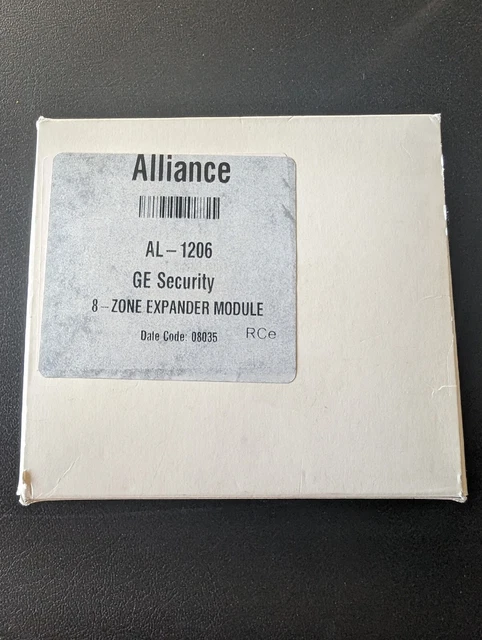 Alliance
AL-1206
GE Security
8-ZONE EXPANDER MODULE
Date Code: 08035 RCe